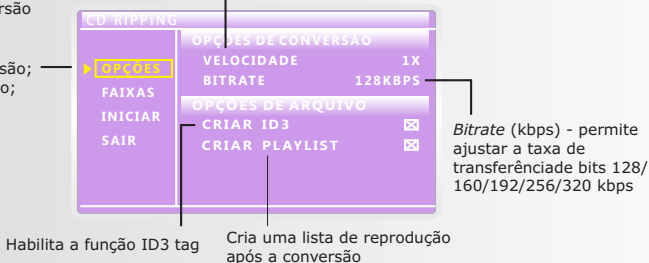 rsão
são;
o;
CD RIPPING
OPÇÕES
FAIXAS
INICIAR
SAIR
OPÇÕES DE CONVERSÃO
VELOCIDADE 1X
BITRATE 128KBPS
OPÇÕES DE ARQUIVO
CRIAR ID3
CRIAR PLAYLIST
Bitrate (kbps) - permite
ajustar a taxa de
transferênciade bits 128/
160/192/256/320 kbps
Habilita a função ID3 tag
Cria uma lista de reprodução
após a conversão